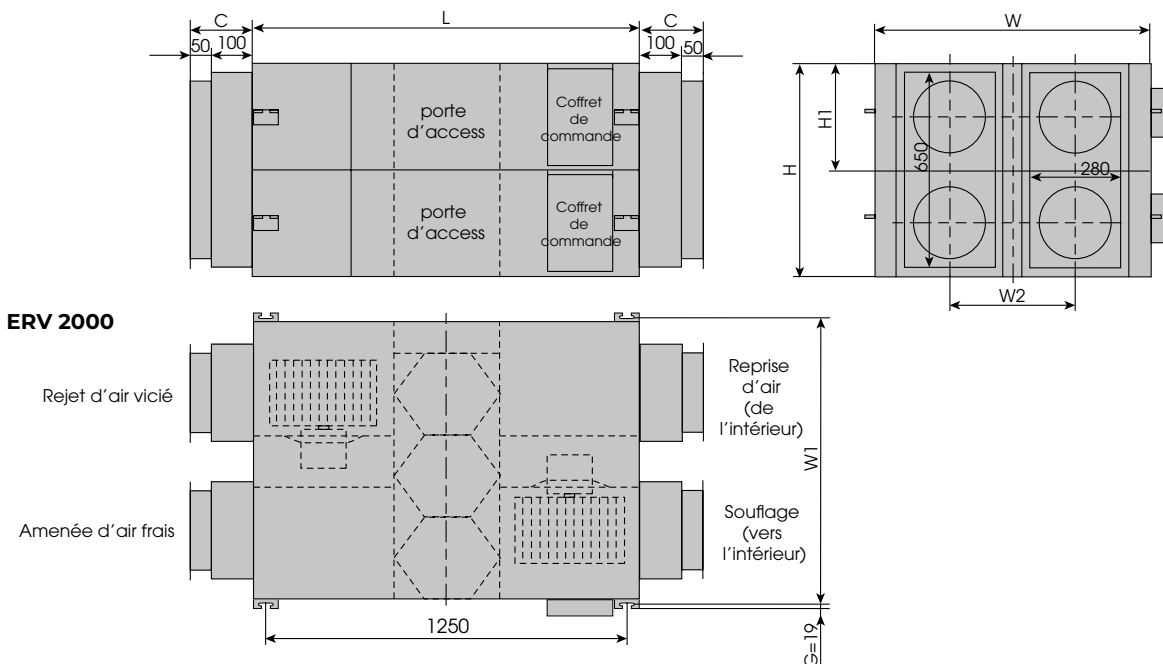 C
L
C
50
100
100
50
W
porte
d'access
Coffret
de
commande
porte
d'access
Coffret
de
commande
H
H1
650
280
W2
ERV 2000
Rejet d'air vicié
Amenée d'air frais
Reprise
d'air
(de
l'intérieur)
Souflage
(vers
l'intérieur)
W1
1250
G=19